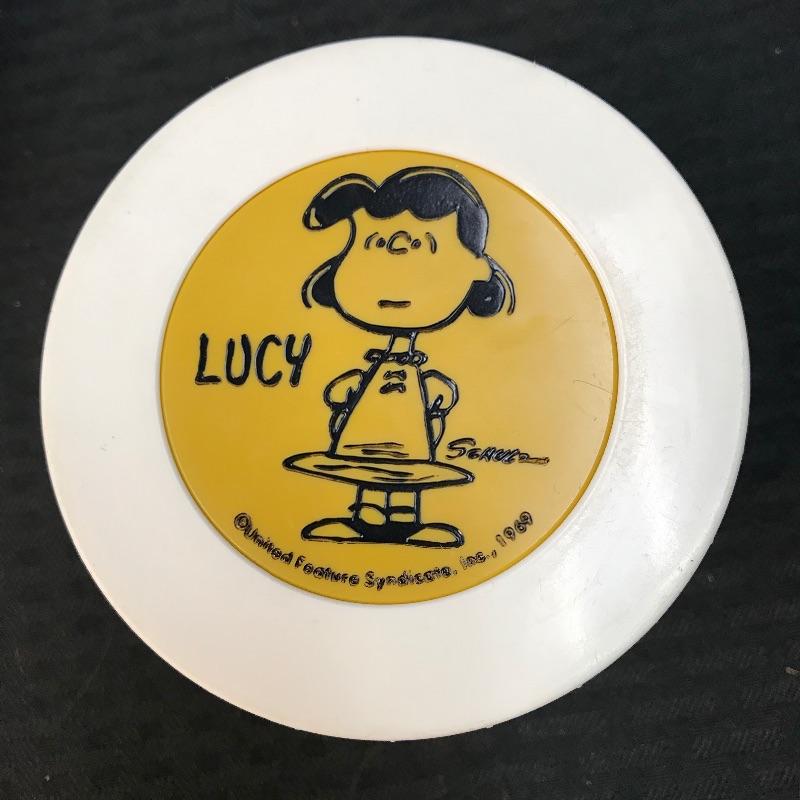 LUCY
SCHULZ
©United Feature Syndicate, Inc., 1969